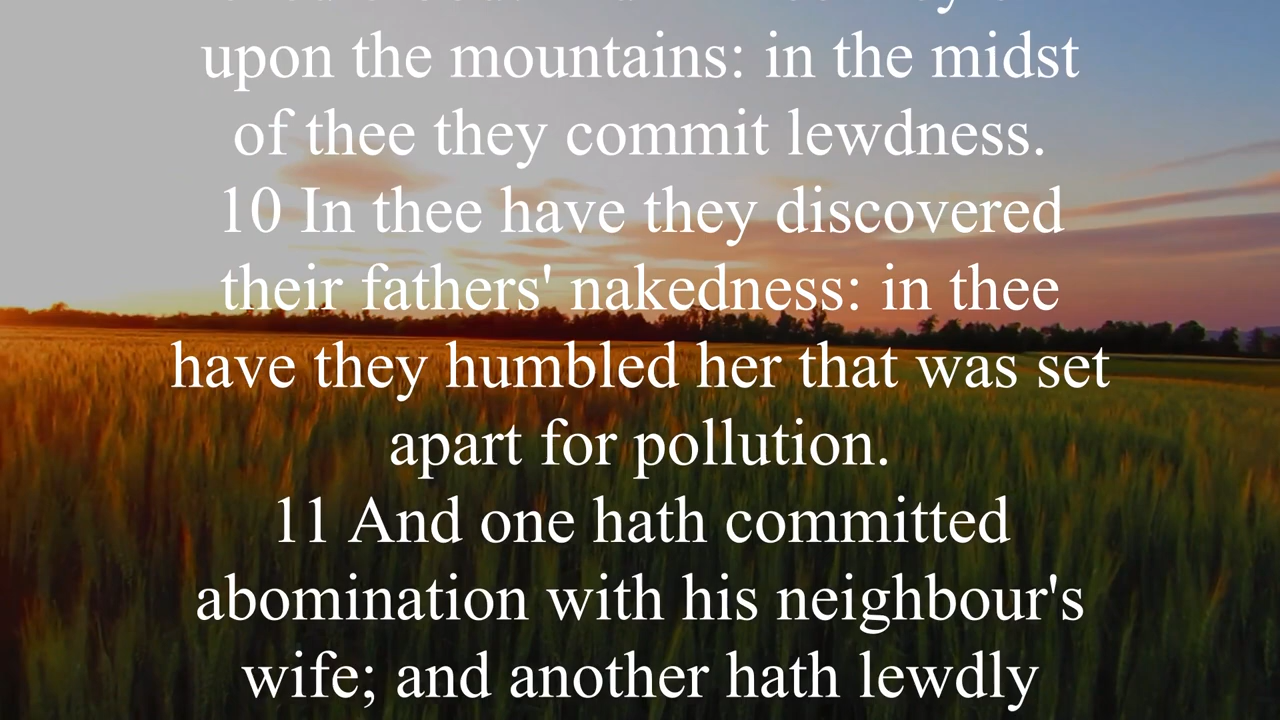 upon the mountains: in the midst
of thee they commit lewdness.
10 In thee have they discovered
their fathers' nakedness: in thee
have they humbled her that was set
apart for pollution.
11 And one hath committed
abomination with his neighbour's
wife; and another hath lewdly